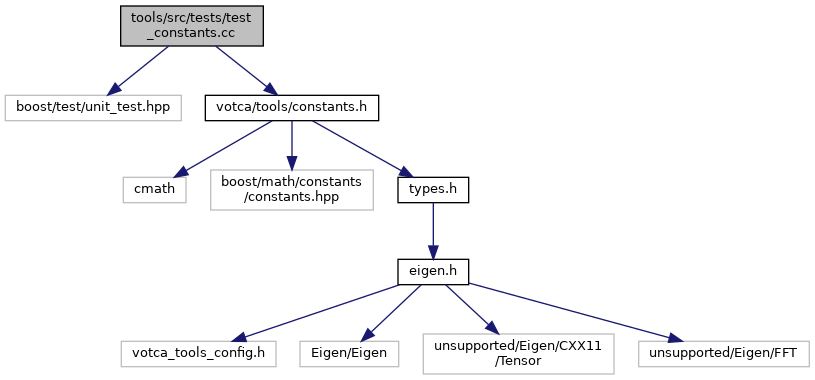 tools/src/tests/test
_constants.cc
boost/test/unit_test.hpp
votca/tools/constants.h
cmath
boost/math/constants
/constants.hpp
types.h
eigen.h
votca_tools_config.h
Eigen/Eigen
unsupported/Eigen/CXX11
/Tensor
unsupported/Eigen/FFT